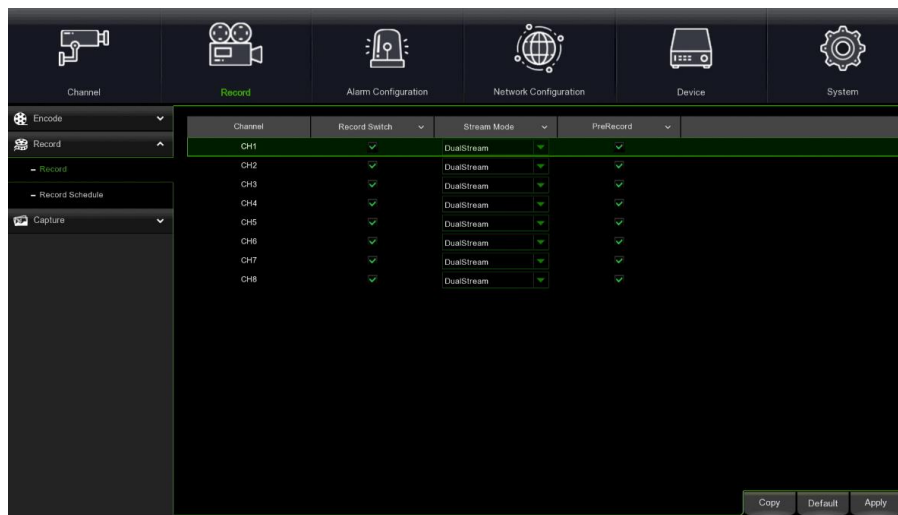 Channel Record Alarm Configuration Network Configuration Device System
Encode
Record
– Record
– Record Schedule
Capture
Channel Record Switch Stream Mode PreRecord
CH1 DualStream
CH2 DualStream
CH3 DualStream
CH4 DualStream
CH5 DualStream
CH6 DualStream
CH7 DualStream
CH8 DualStream
Copy Default Apply